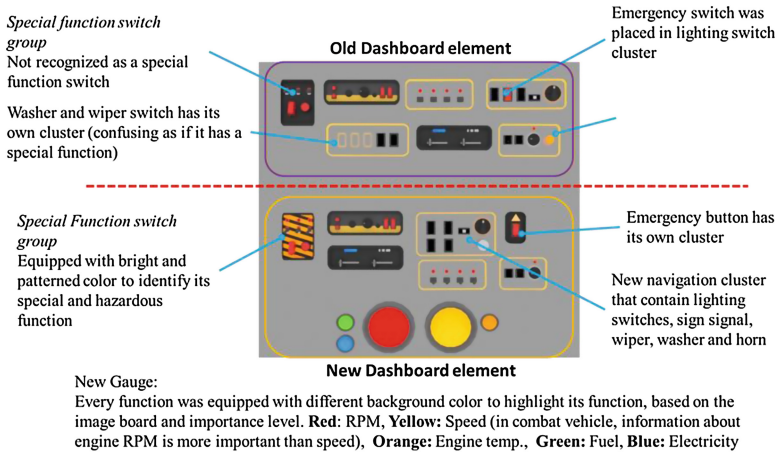 Special function switch
group
Not recognized as a special
function switch
Washer and wiper switch has its
own cluster (confusing as if it has a
special function)
Old Dashboard element
Emergency switch was
placed in lighting switch
cluster
Special Function switch
group
Equipped with bright and
patterned color to identify its
special and hazardous
function
Emergency button has
its own cluster
New navigation cluster
that contain lighting
switches, sign signal,
wiper, washer and horn
New Dashboard element
New Gauge:
Every function was equipped with different background color to highlight its function, based on the
image board and importance level. Red: RPM, Yellow: Speed (in combat vehicle, information about
engine RPM is more important than speed), Orange: Engine temp., Green: Fuel, Blue: Electricity